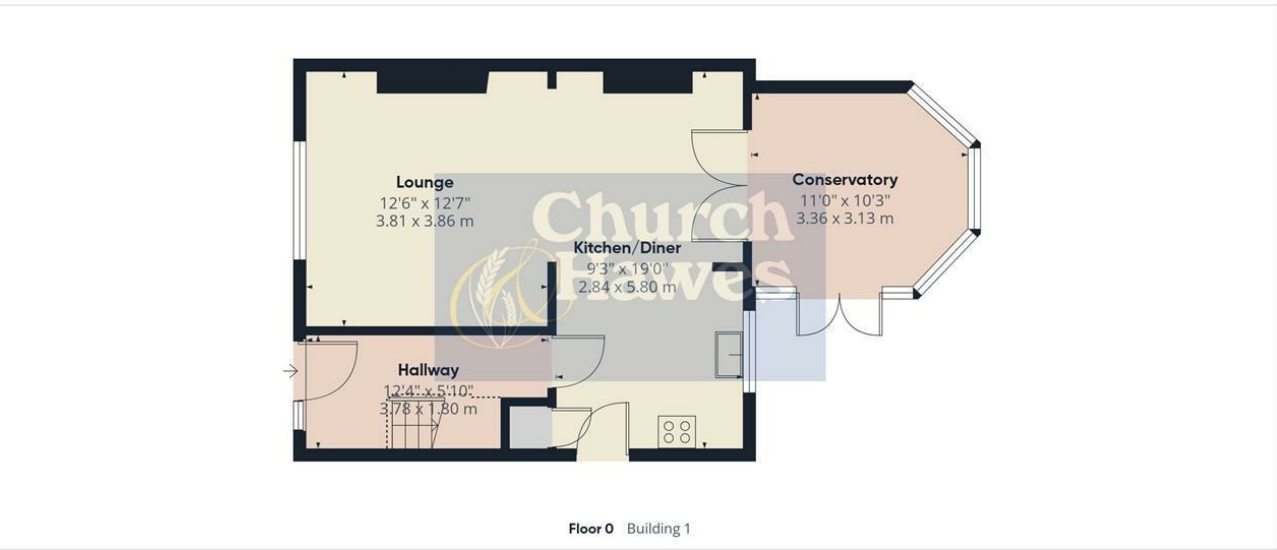 Lounge
12'6" x 12'7"
3.81 x 3.86 m
Conservatory
11'0" x 10'3"
3.36 x 3.13 m
Church
Hawes
Kitchen/Diner
9'3" x 19'0"
2.84 x 5.80 m
Hallway
12'4" x 5'10"
3.78 x 1.80 m
Floor 0 Building 1